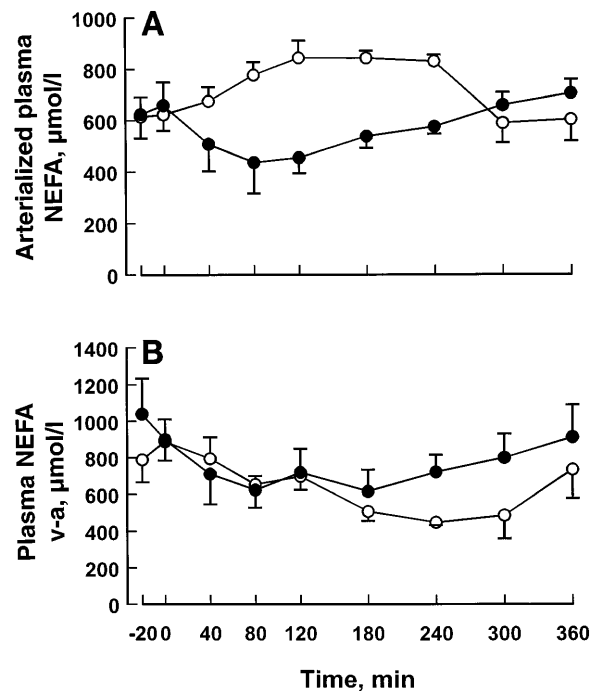 A
1000
800
600
400
200
0
Arterialized plasma
NEFA, µmol/l
B
1400
1200
1000
800
600
400
200
0
Plasma NEFA
v-a, µmol/l
-20 0 40 80 120 180 240 300 360
Time, min